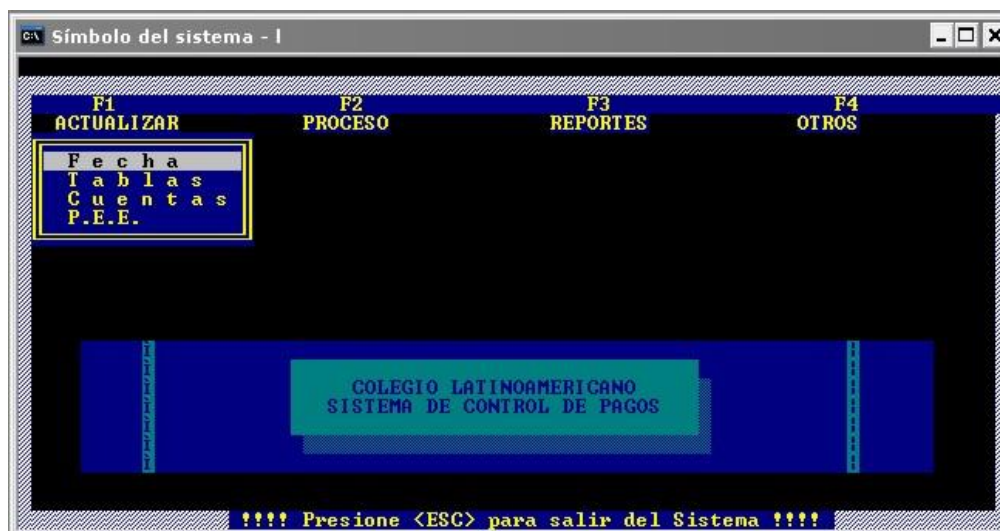 Símbolo del sistema - l
F1 F2 F3 F4
ACTUALIZAR PROCESO REPORTES OTROS
F e c h a
T a b l a s
C u e n t a s
P.E.E.
COLEGIO LATINOAMERICANO
SISTEMA DE CONTROL DE PAGOS
!!!! Presione <ESC> para salir del Sistema !!!!